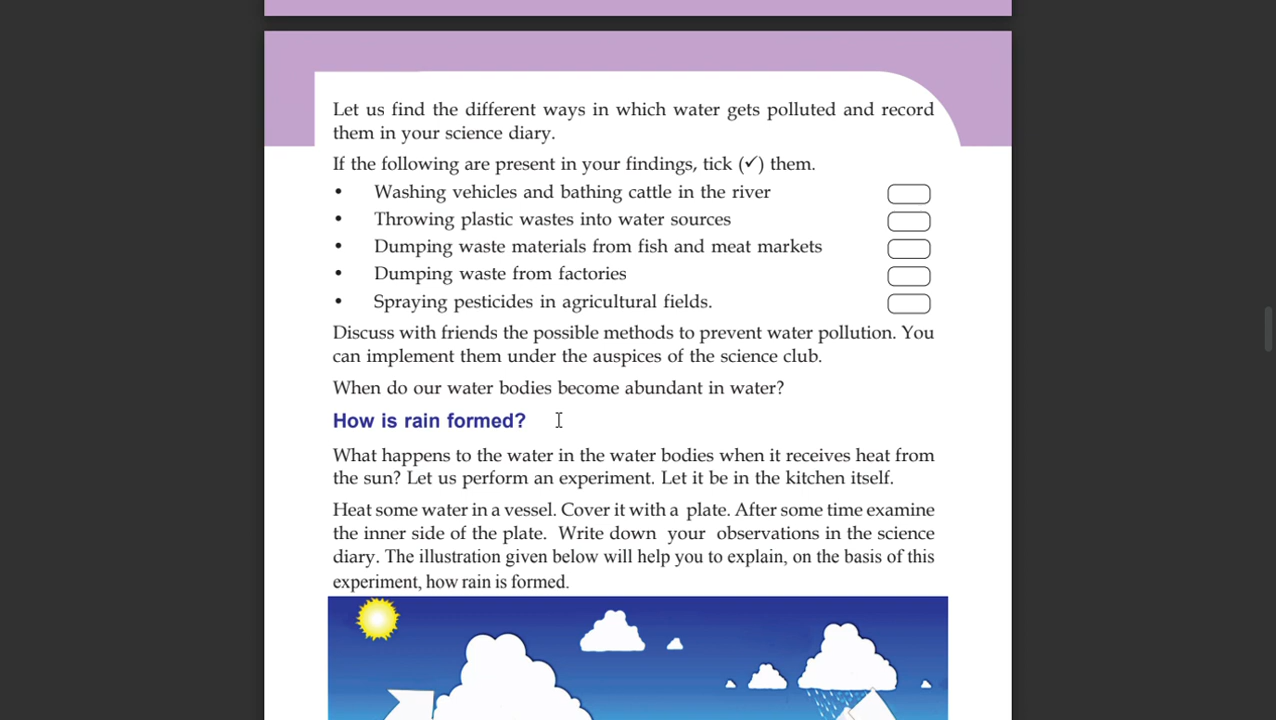 Let us find the different ways in which water gets polluted and record
them in your science diary.
If the following are present in your findings, tick (✓) them.
• Washing vehicles and bathing cattle in the river
• Throwing plastic wastes into water sources
• Dumping waste materials from fish and meat markets
• Dumping waste from factories
• Spraying pesticides in agricultural fields.
Discuss with friends the possible methods to prevent water pollution. You
can implement them under the auspices of the science club.
When do our water bodies become abundant in water?
How is rain formed?
What happens to the water in the water bodies when it receives heat from
the sun? Let us perform an experiment. Let it be in the kitchen itself.
Heat some water in a vessel. Cover it with a plate. After some time examine
the inner side of the plate. Write down your observations in the science
diary. The illustration given below will help you to explain, on the basis of this
experiment, how rain is formed.